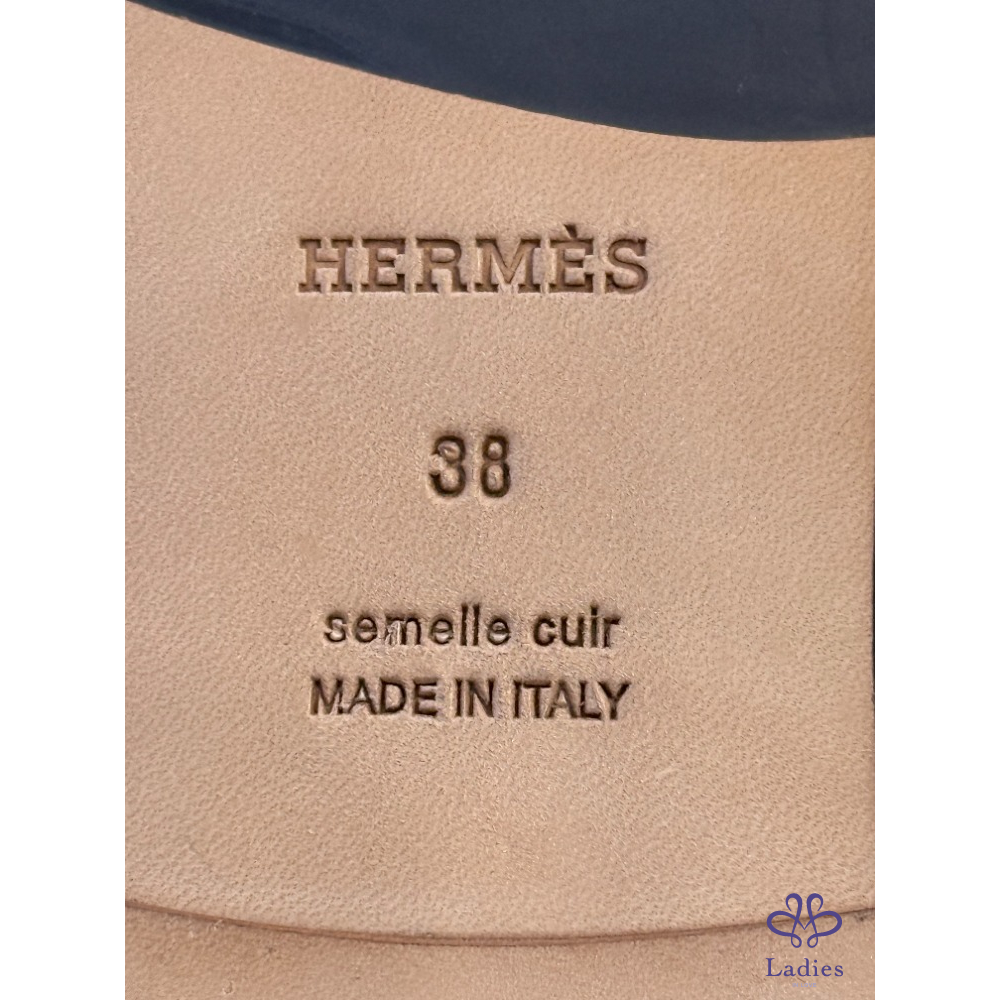 HERMÈS
38
semelle cuir
MADE IN ITALY
Ladies